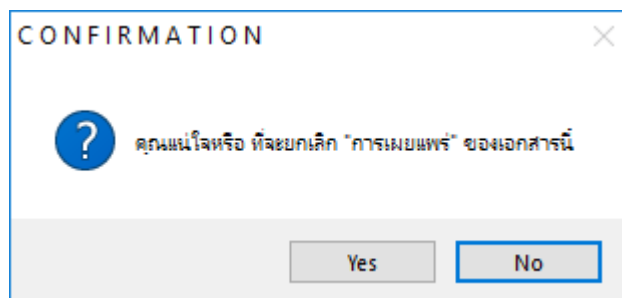 CONFIRMATION
คุณแน่ใจหรือ ที่จะยกเลิก "การเผยแพร่" ของเอกสารนี้
Yes
No